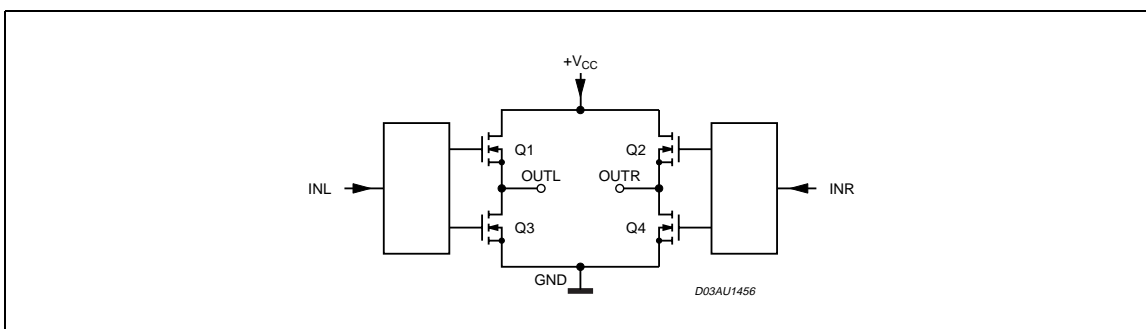 +VCC
Q1
Q2
OUTL
OUTR
INL
INR
Q3
Q4
GND
D03AU1456